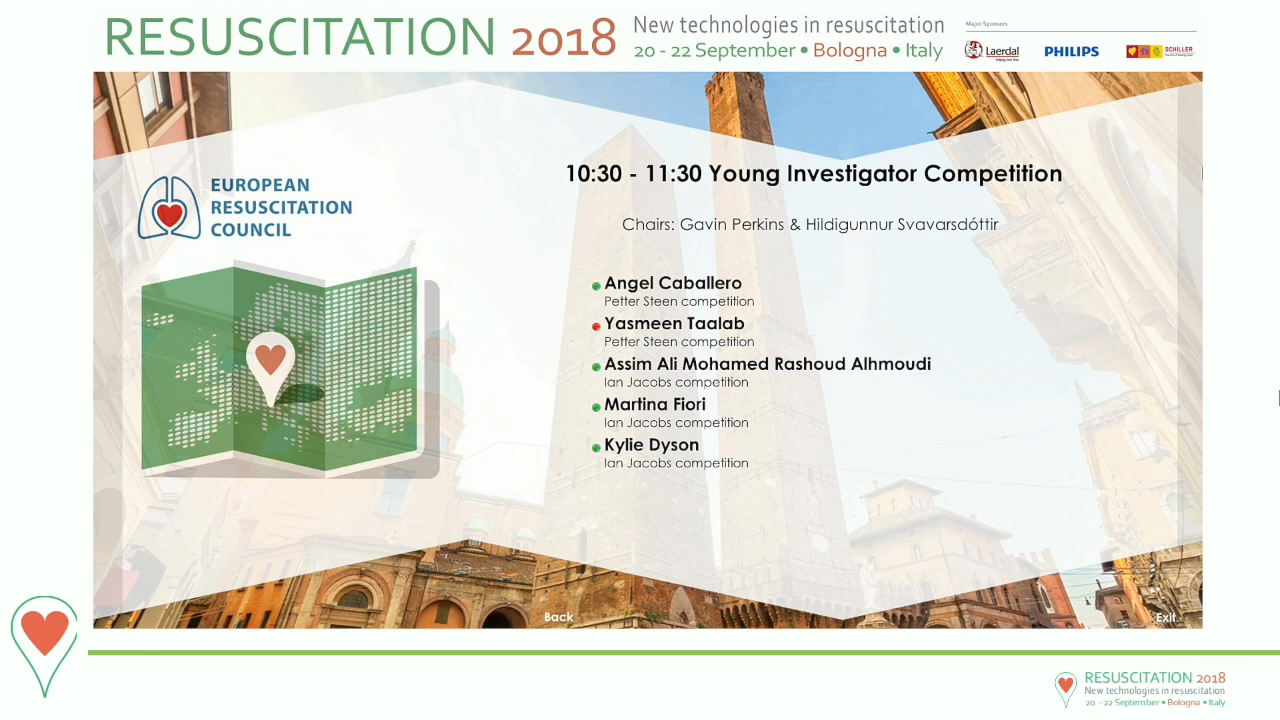 RESUSCITATION 2018
New technologies in resuscitation
20 - 22 September • Bologna • Italy
Major Sponsors
Laerdal
helping save lives
PHILIPS
SCHILLER
EUROPEAN
RESUSCITATION
COUNCIL
10:30 - 11:30 Young Investigator Competition
Chairs: Gavin Perkins & Hildigunnur Svavarsdóttir
Angel Caballero
Petter Steen competition
Yasmeen Taalab
Petter Steen competition
Assim Ali Mohamed Rashoud Alhmoudi
Ian Jacobs competition
Martina Fiori
Ian Jacobs competition
Kylie Dyson
Ian Jacobs competition
Back
Exit
RESUSCITATION 2018
New technologies in resuscitation
20 - 22 September • Bologna • Italy